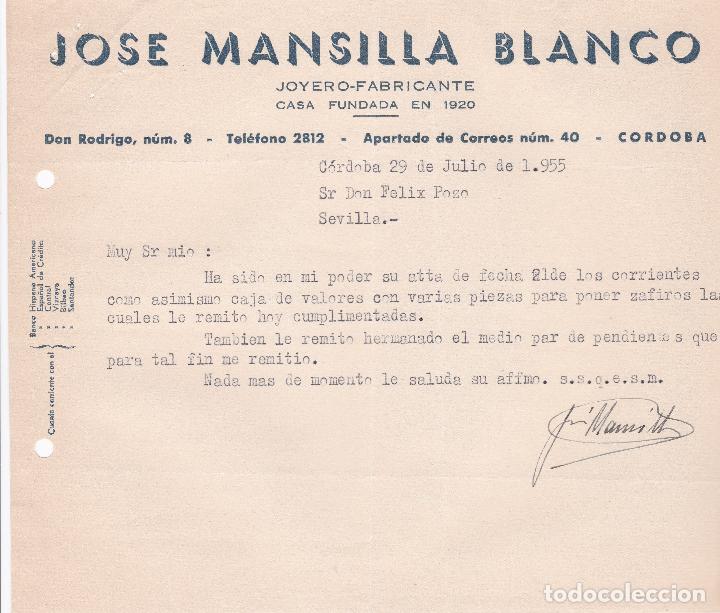 JOSE MANSILLA BLANCO
JOYERO-FABRICANTE
CASA FUNDADA EN 1920
Don Rodrigo, núm. 8 - Teléfono 2812 - Apartado de Correos núm. 40 - CORDOBA
Córdoba 29 de Julio de 1.955
Sr Don Felix Pozo
Sevilla.-
Muy Sr mio :
Ha sido en mi poder su atta de fecha 21de los corrientes
como asimismo caja de valores con varias piezas para poner zafiros las
cuales le remito hoy cumplimentadas.
Tambien le remito hermanado el medio par de pendientes que
para tal fin me remitio.
Nada mas de momento le saluda su affmo. s.s.q.e.s.m.
Cuenta corriente con el
Banco Hispano Americano
" Español de Crédito
" Central
" Vizcaya
" Bilbao
" Santander
todocoleccion